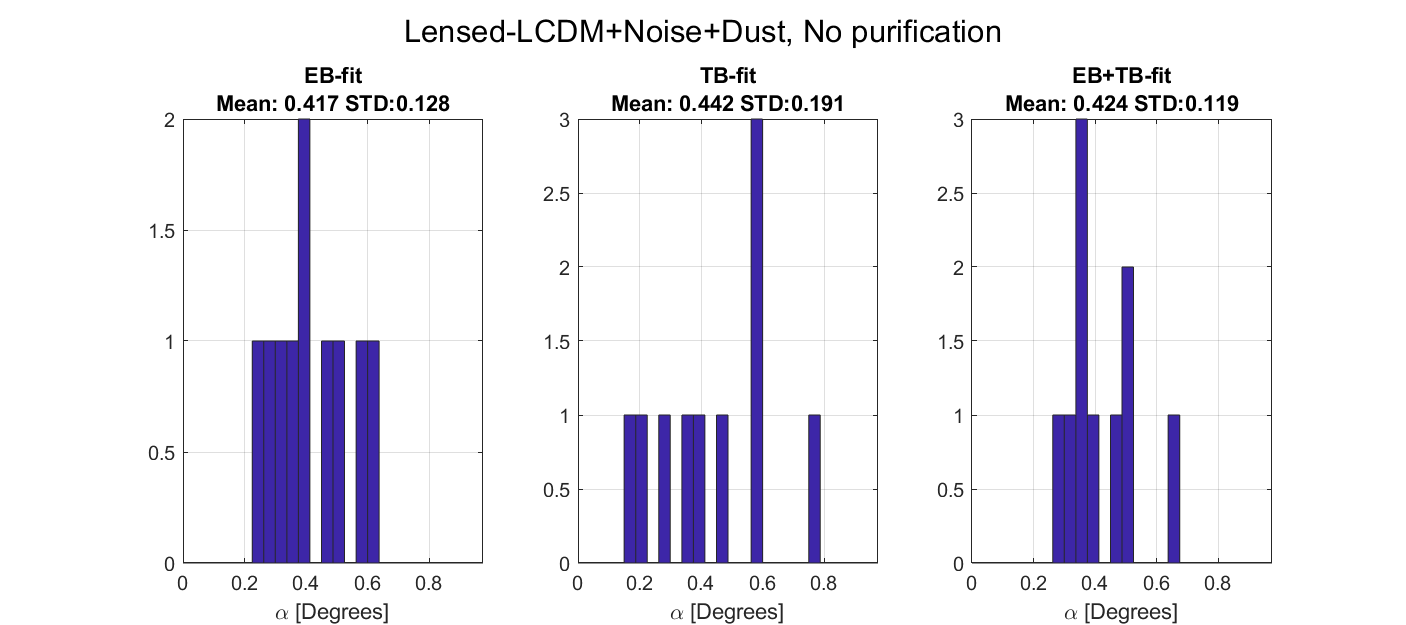 Lensed-LCDM+Noise+Dust, No purification
EB-fit
Mean: 0.417 STD:0.128
2
1.5
1
0.5
0
0 0.2 0.4 0.6 0.8
α [Degrees]
TB-fit
Mean: 0.442 STD:0.191
3
2.5
2
1.5
1
0.5
0
0 0.2 0.4 0.6 0.8
α [Degrees]
EB+TB-fit
Mean: 0.424 STD:0.119
3
2.5
2
1.5
1
0.5
0
0 0.2 0.4 0.6 0.8
α [Degrees]